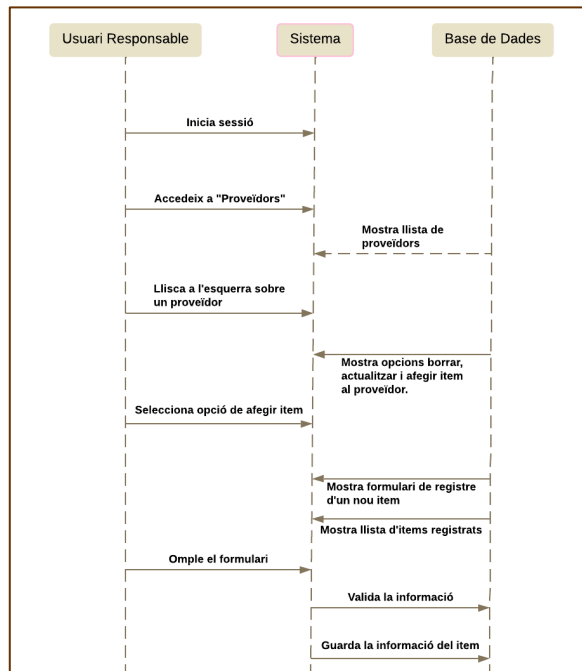 Usuari Responsable
Sistema
Base de Dades
Inicia sessió
Accedeix a "Proveïdors"
Mostra llista de
proveïdors
Llisca a l'esquerra sobre
un proveïdor
Mostra opcions borrar,
actualitzar i afegir item
al proveïdor.
Selecciona opció de afegir item
Mostra formulari de registre
d'un nou item
Mostra llista d'items registrats
Omple el formulari
Valida la informació
Guarda la informació del item